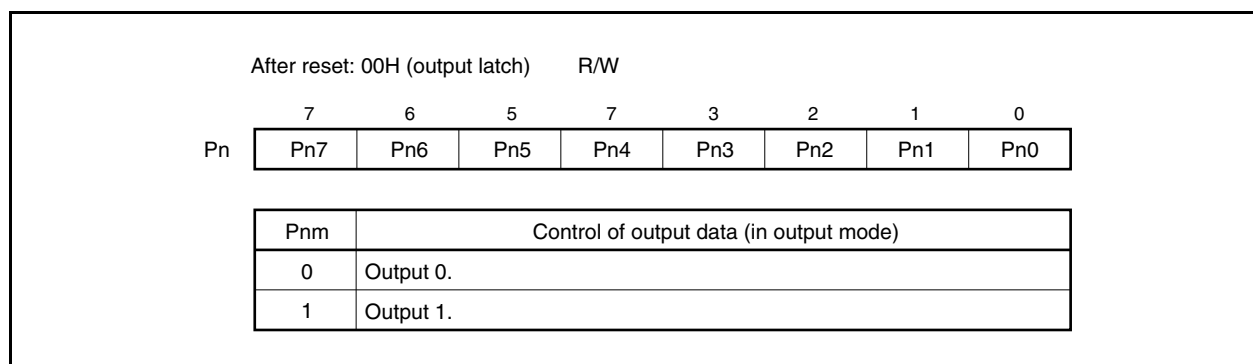 After reset: 00H (output latch) R/W
7 6 5 7 3 2 1 0
Pn Pn7 Pn6 Pn5 Pn4 Pn3 Pn2 Pn1 Pn0
Pnm Control of output data (in output mode)
0 Output 0.
1 Output 1.